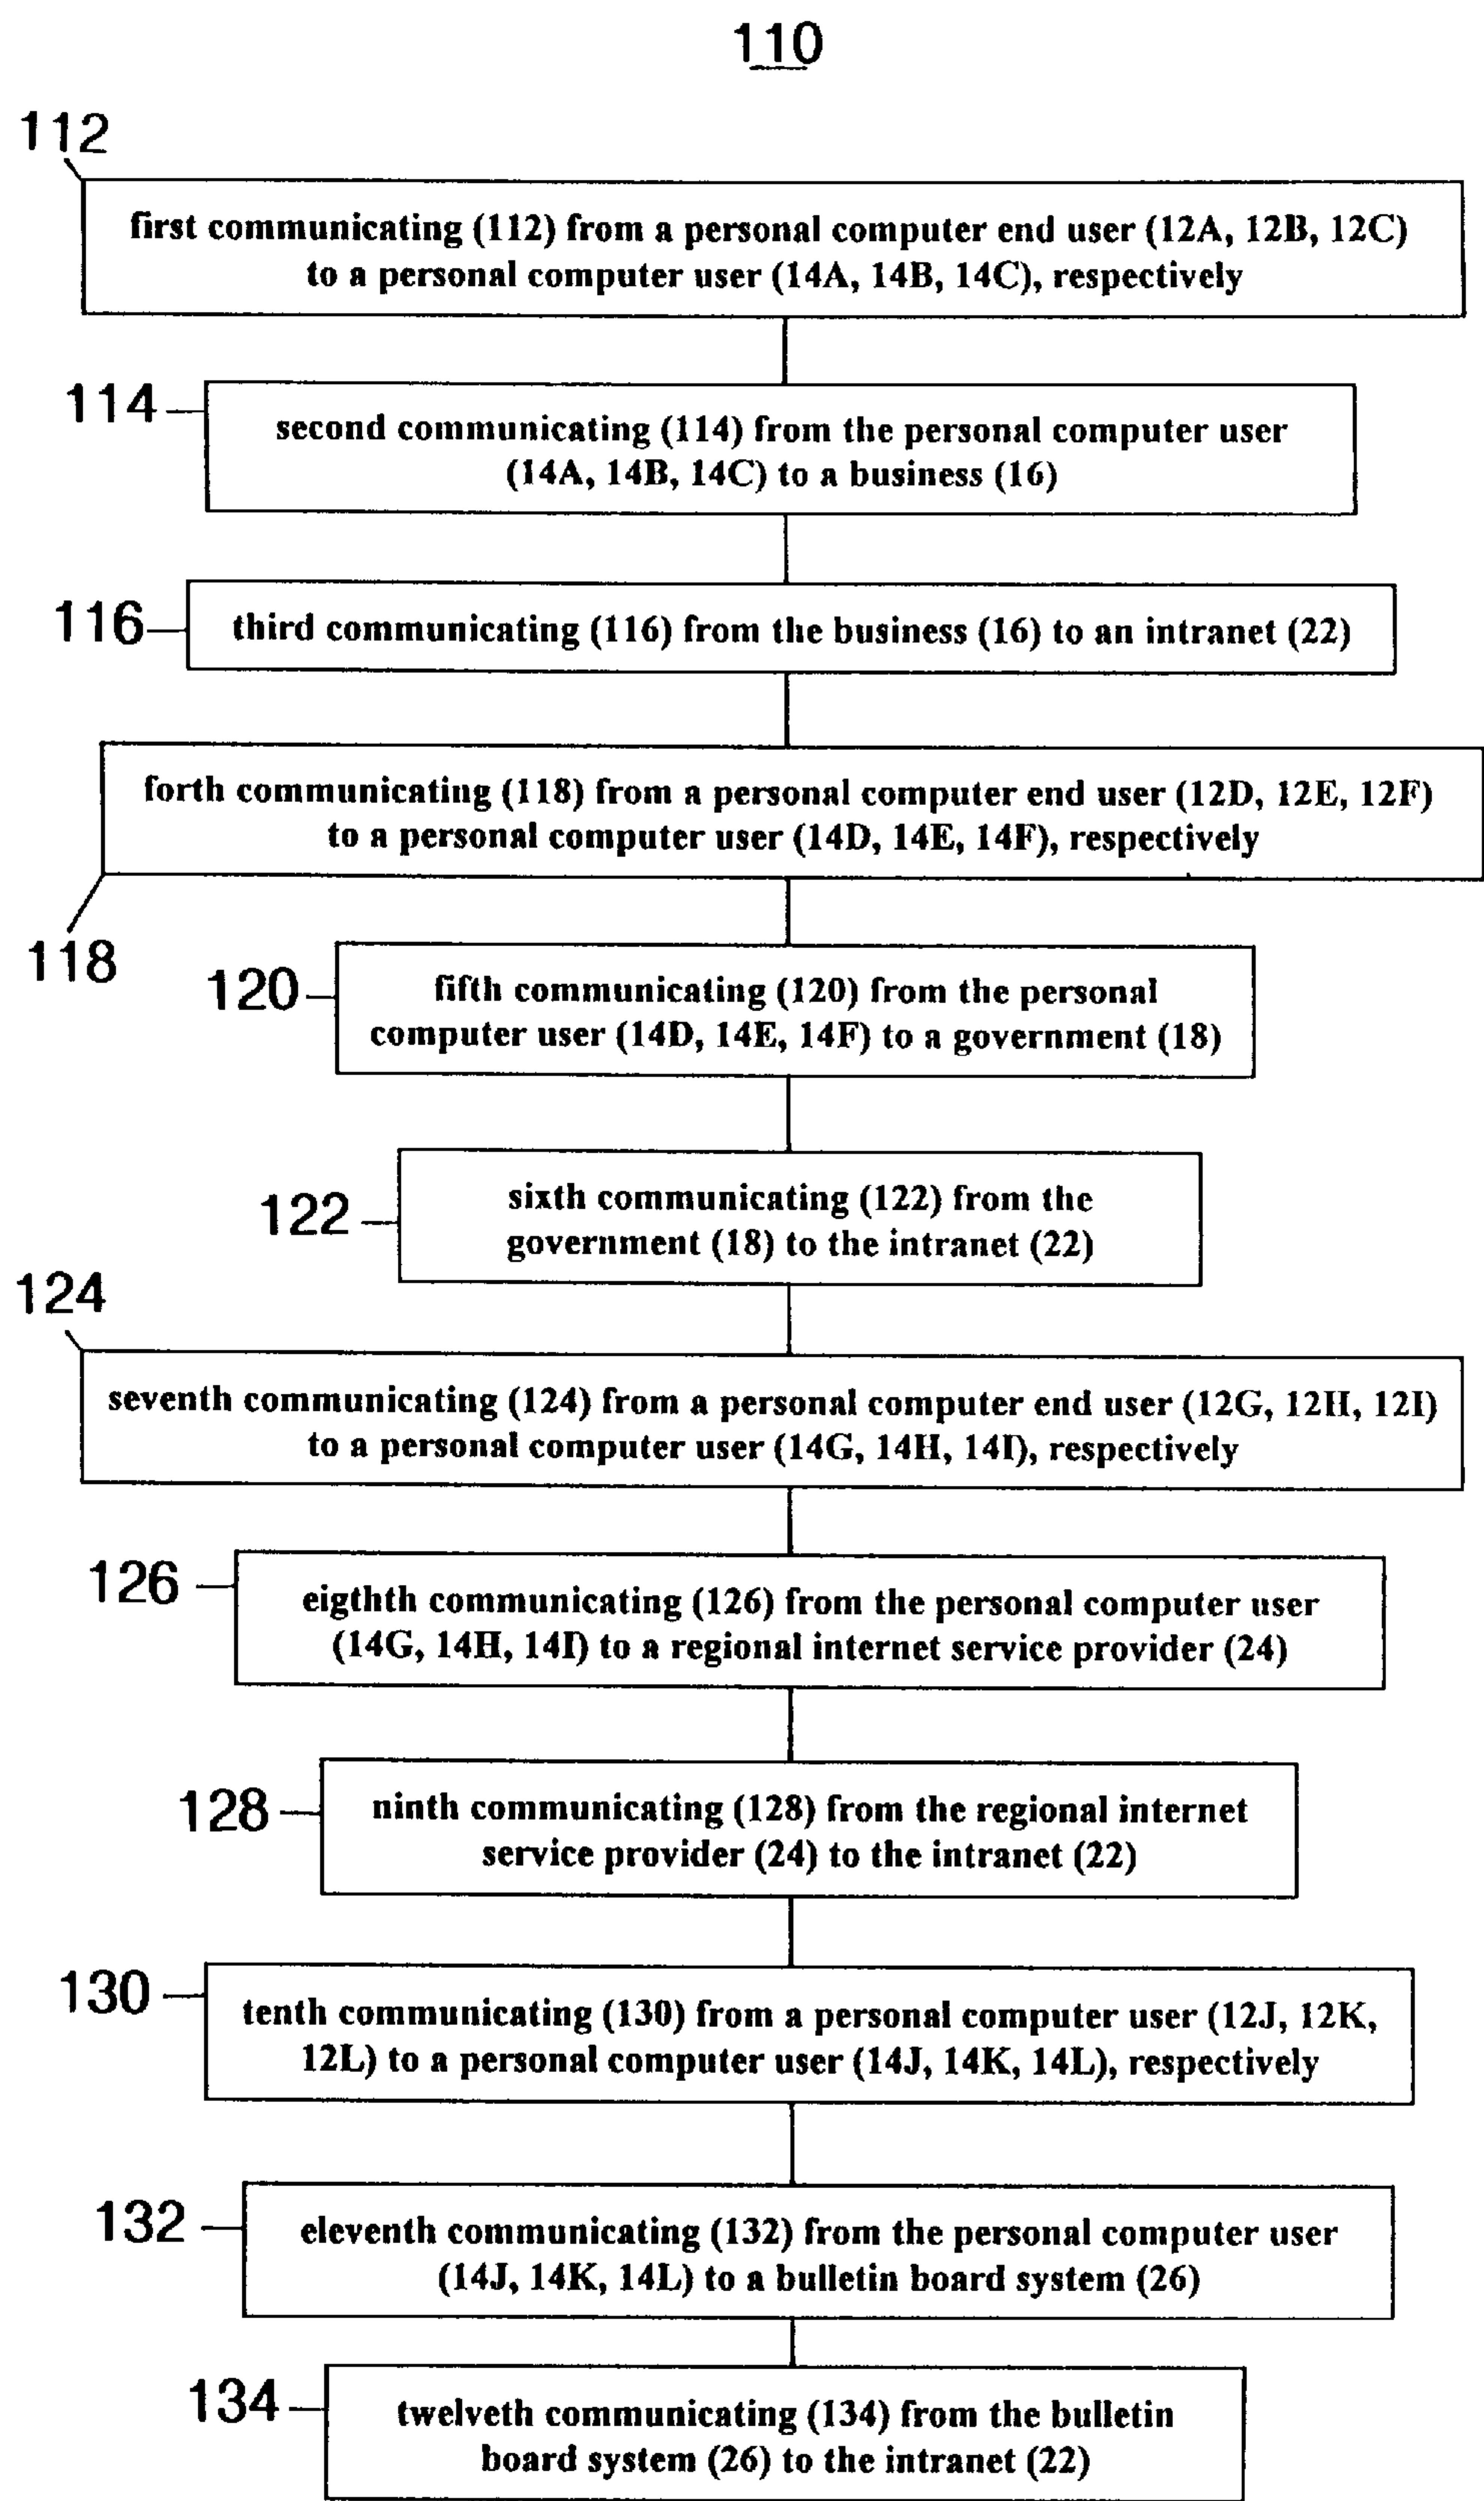 110
112
first communicating (112) from a personal computer end user (12A, 12B, 12C)
to a personal computer user (14A, 14B, 14C), respectively
114
second communicating (114) from the personal computer user
(14A, 14B, 14C) to a business (16)
116
third communicating (116) from the business (16) to an intranet (22)
forth communicating (118) from a personal computer end user (12D, 12E, 12F)
to a personal computer user (14D, 14E, 14F), respectively
118
120
fifth communicating (120) from the personal
computer user (14D, 14E, 14F) to a government (18)
122
sixth communicating (122) from the
government (18) to the intranet (22)
124
seventh communicating (124) from a personal computer end user (12G, 12H, 12I)
to a personal computer user (14G, 14H, 14I), respectively
126
eigthth communicating (126) from the personal computer user
(14G, 14H, 14I) to a regional internet service provider (24)
128
ninth communicating (128) from the regional internet
service provider (24) to the intranet (22)
130
tenth communicating (130) from a personal computer user (12J, 12K,
12L) to a personal computer user (14J, 14K, 14L), respectively
132
eleventh communicating (132) from the personal computer user
(14J, 14K, 14L) to a bulletin board system (26)
134
twelveth communicating (134) from the bulletin
board system (26) to the intranet (22)